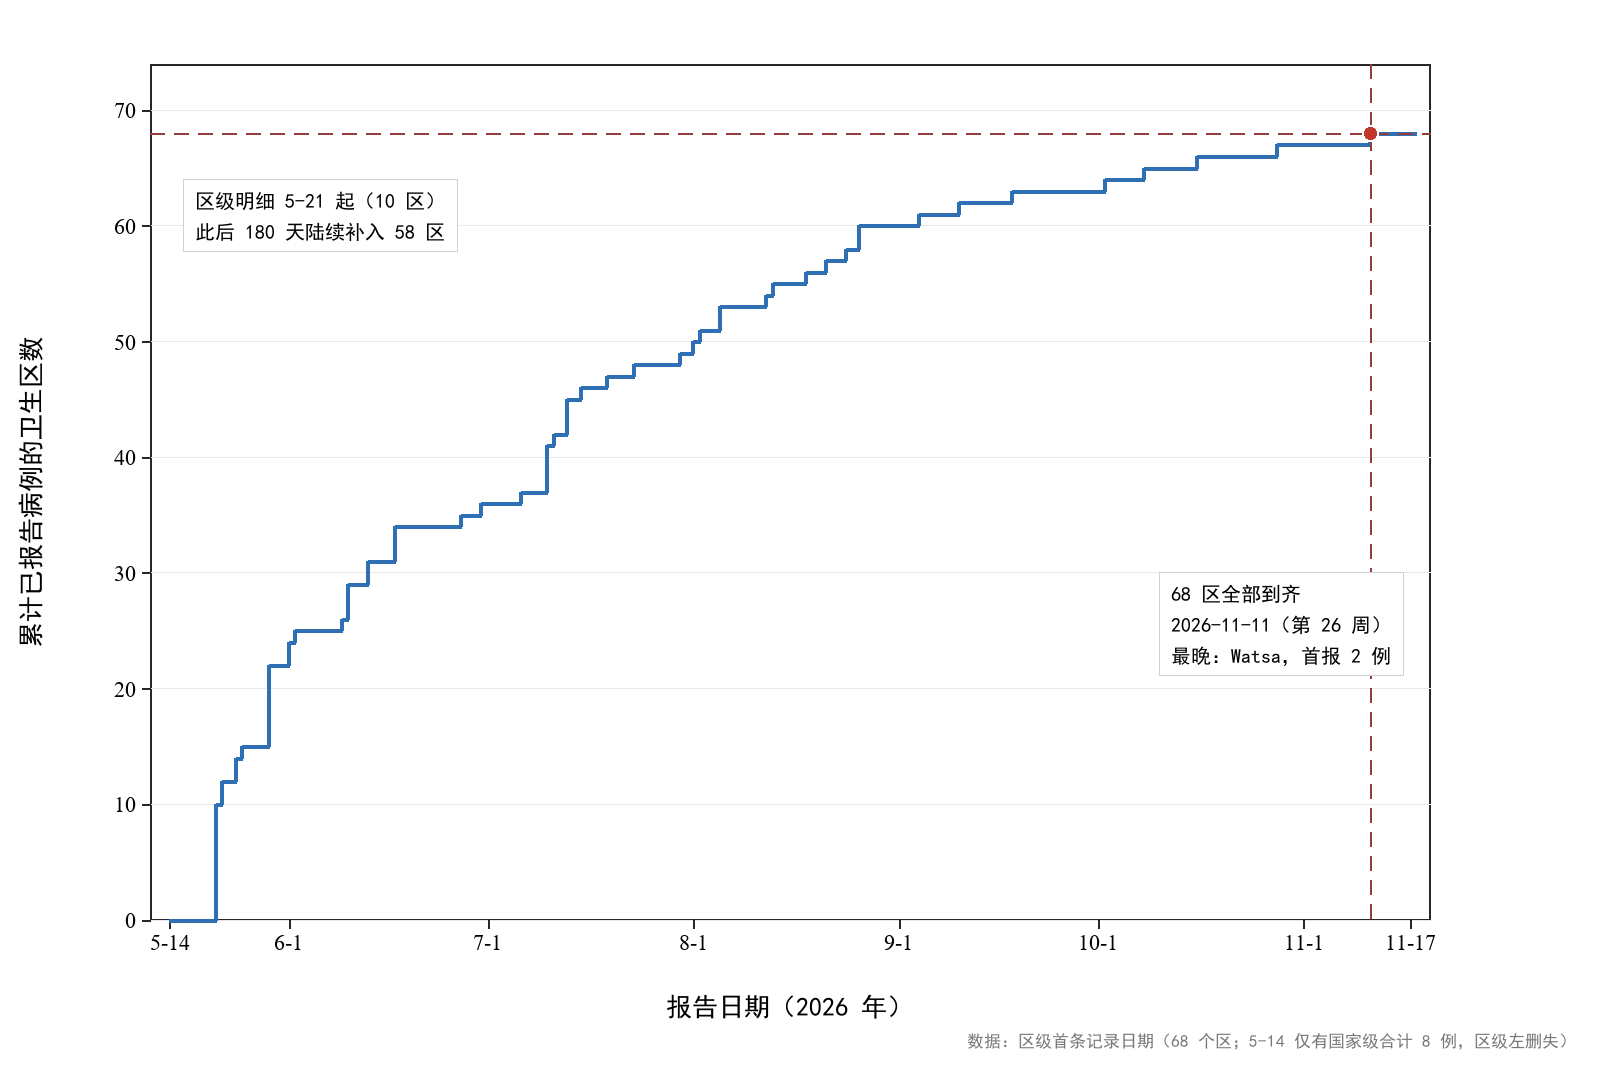 70
60
50
40
30
20
10
0
累计已报告病例的卫生区数
区级明细 5-21 起（10 区）
此后 180 天陆续补入 58 区
68 区全部到齐
2026-11-11（第 26 周）
最晚：Watsa，首报 2 例
5-14 6-1 7-1 8-1 9-1 10-1 11-1 11-17
报告日期（2026 年）
数据：区级首条记录日期（68 个区；5-14 仅有国家级合计 8 例，区级左删失）